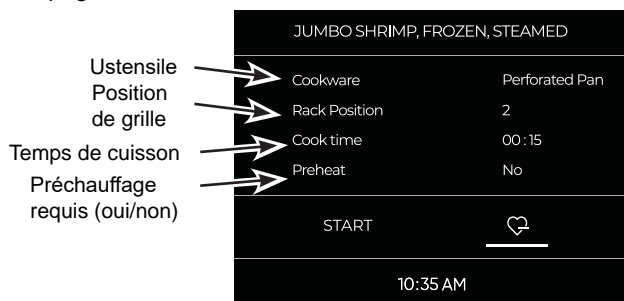 JUMBO SHRIMP, FROZEN, STEAMED
Ustensile
Cookware Perforated Pan
Position
de grille
Rack Position 2
Temps de cuisson
Cook time 00:15
Préchauffage
requis (oui/non)
Preheat No
START
10:35 AM